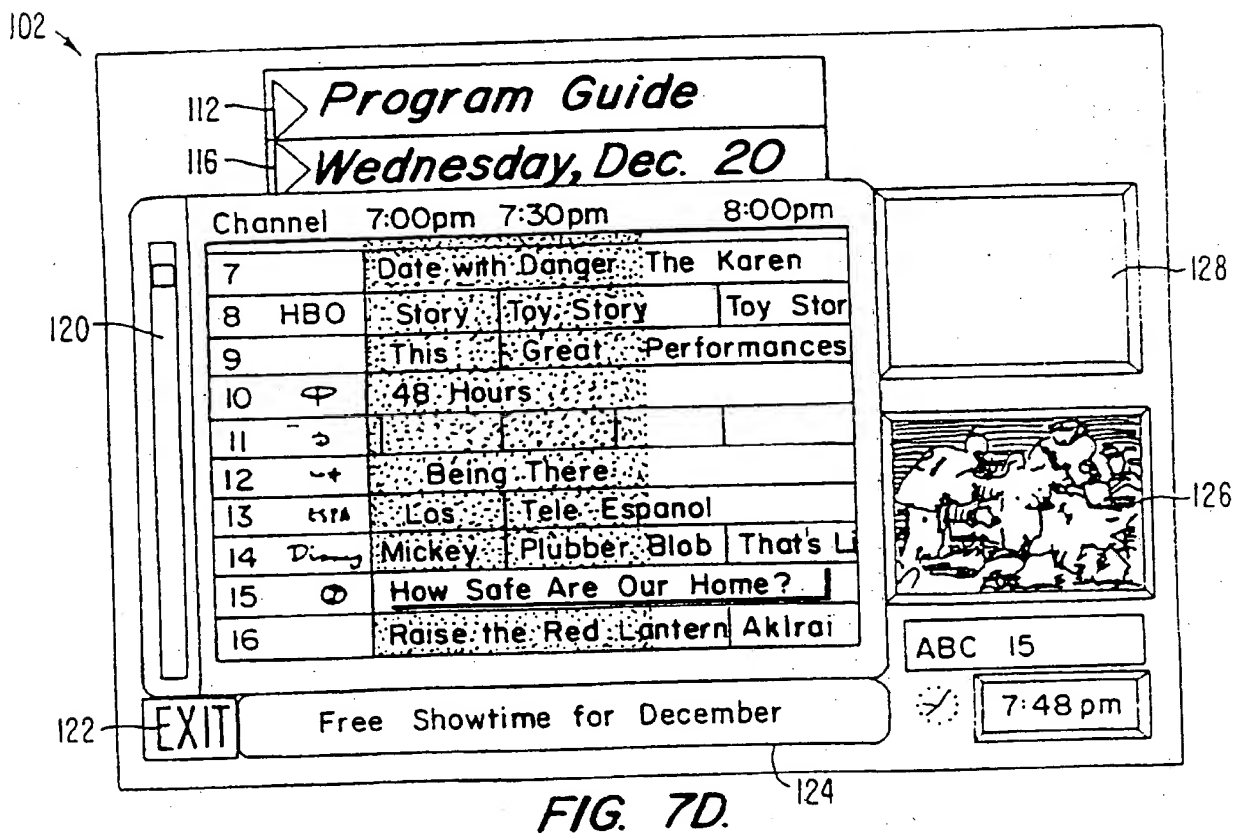 102
112
Program Guide
116
Wednesday, Dec. 20
Channel 7:00pm 7:30pm 8:00pm
7 Date with Danger The Karen
8 HBO Story Toy Story Toy Stor
9 This Great Performances
10 48 Hours
11
12 Being There
13 Los Tele Espanol
14 Disney Mickey Plubber Blob That's Li
15 How Safe Are Our Home?
16 Raise the Red Lantern Akirai
120
128
126
ABC 15
7:48pm
122
EXIT
Free Showtime for December
124
FIG. 7D.